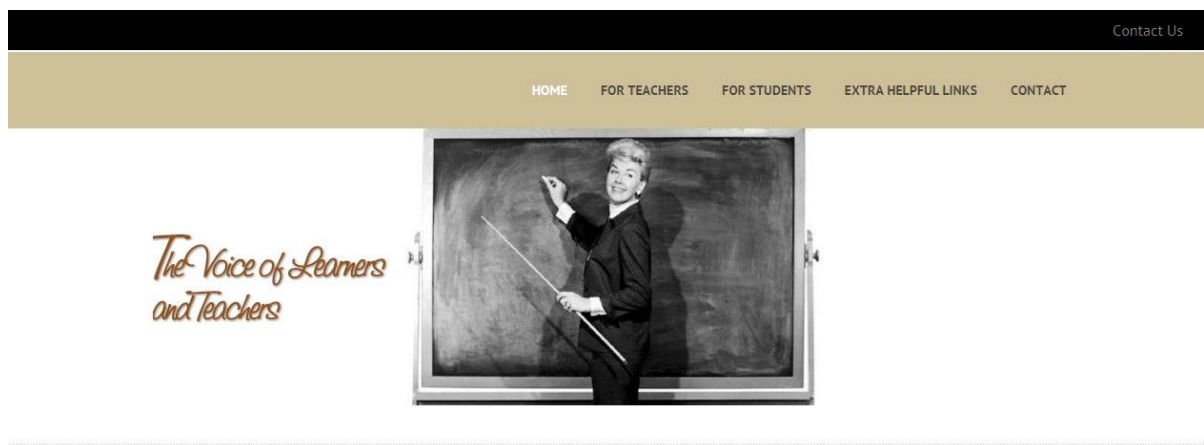 Contact Us
HOME FOR TEACHERS FOR STUDENTS EXTRA HELPFUL LINKS CONTACT
The Voice of Learners
and Teachers